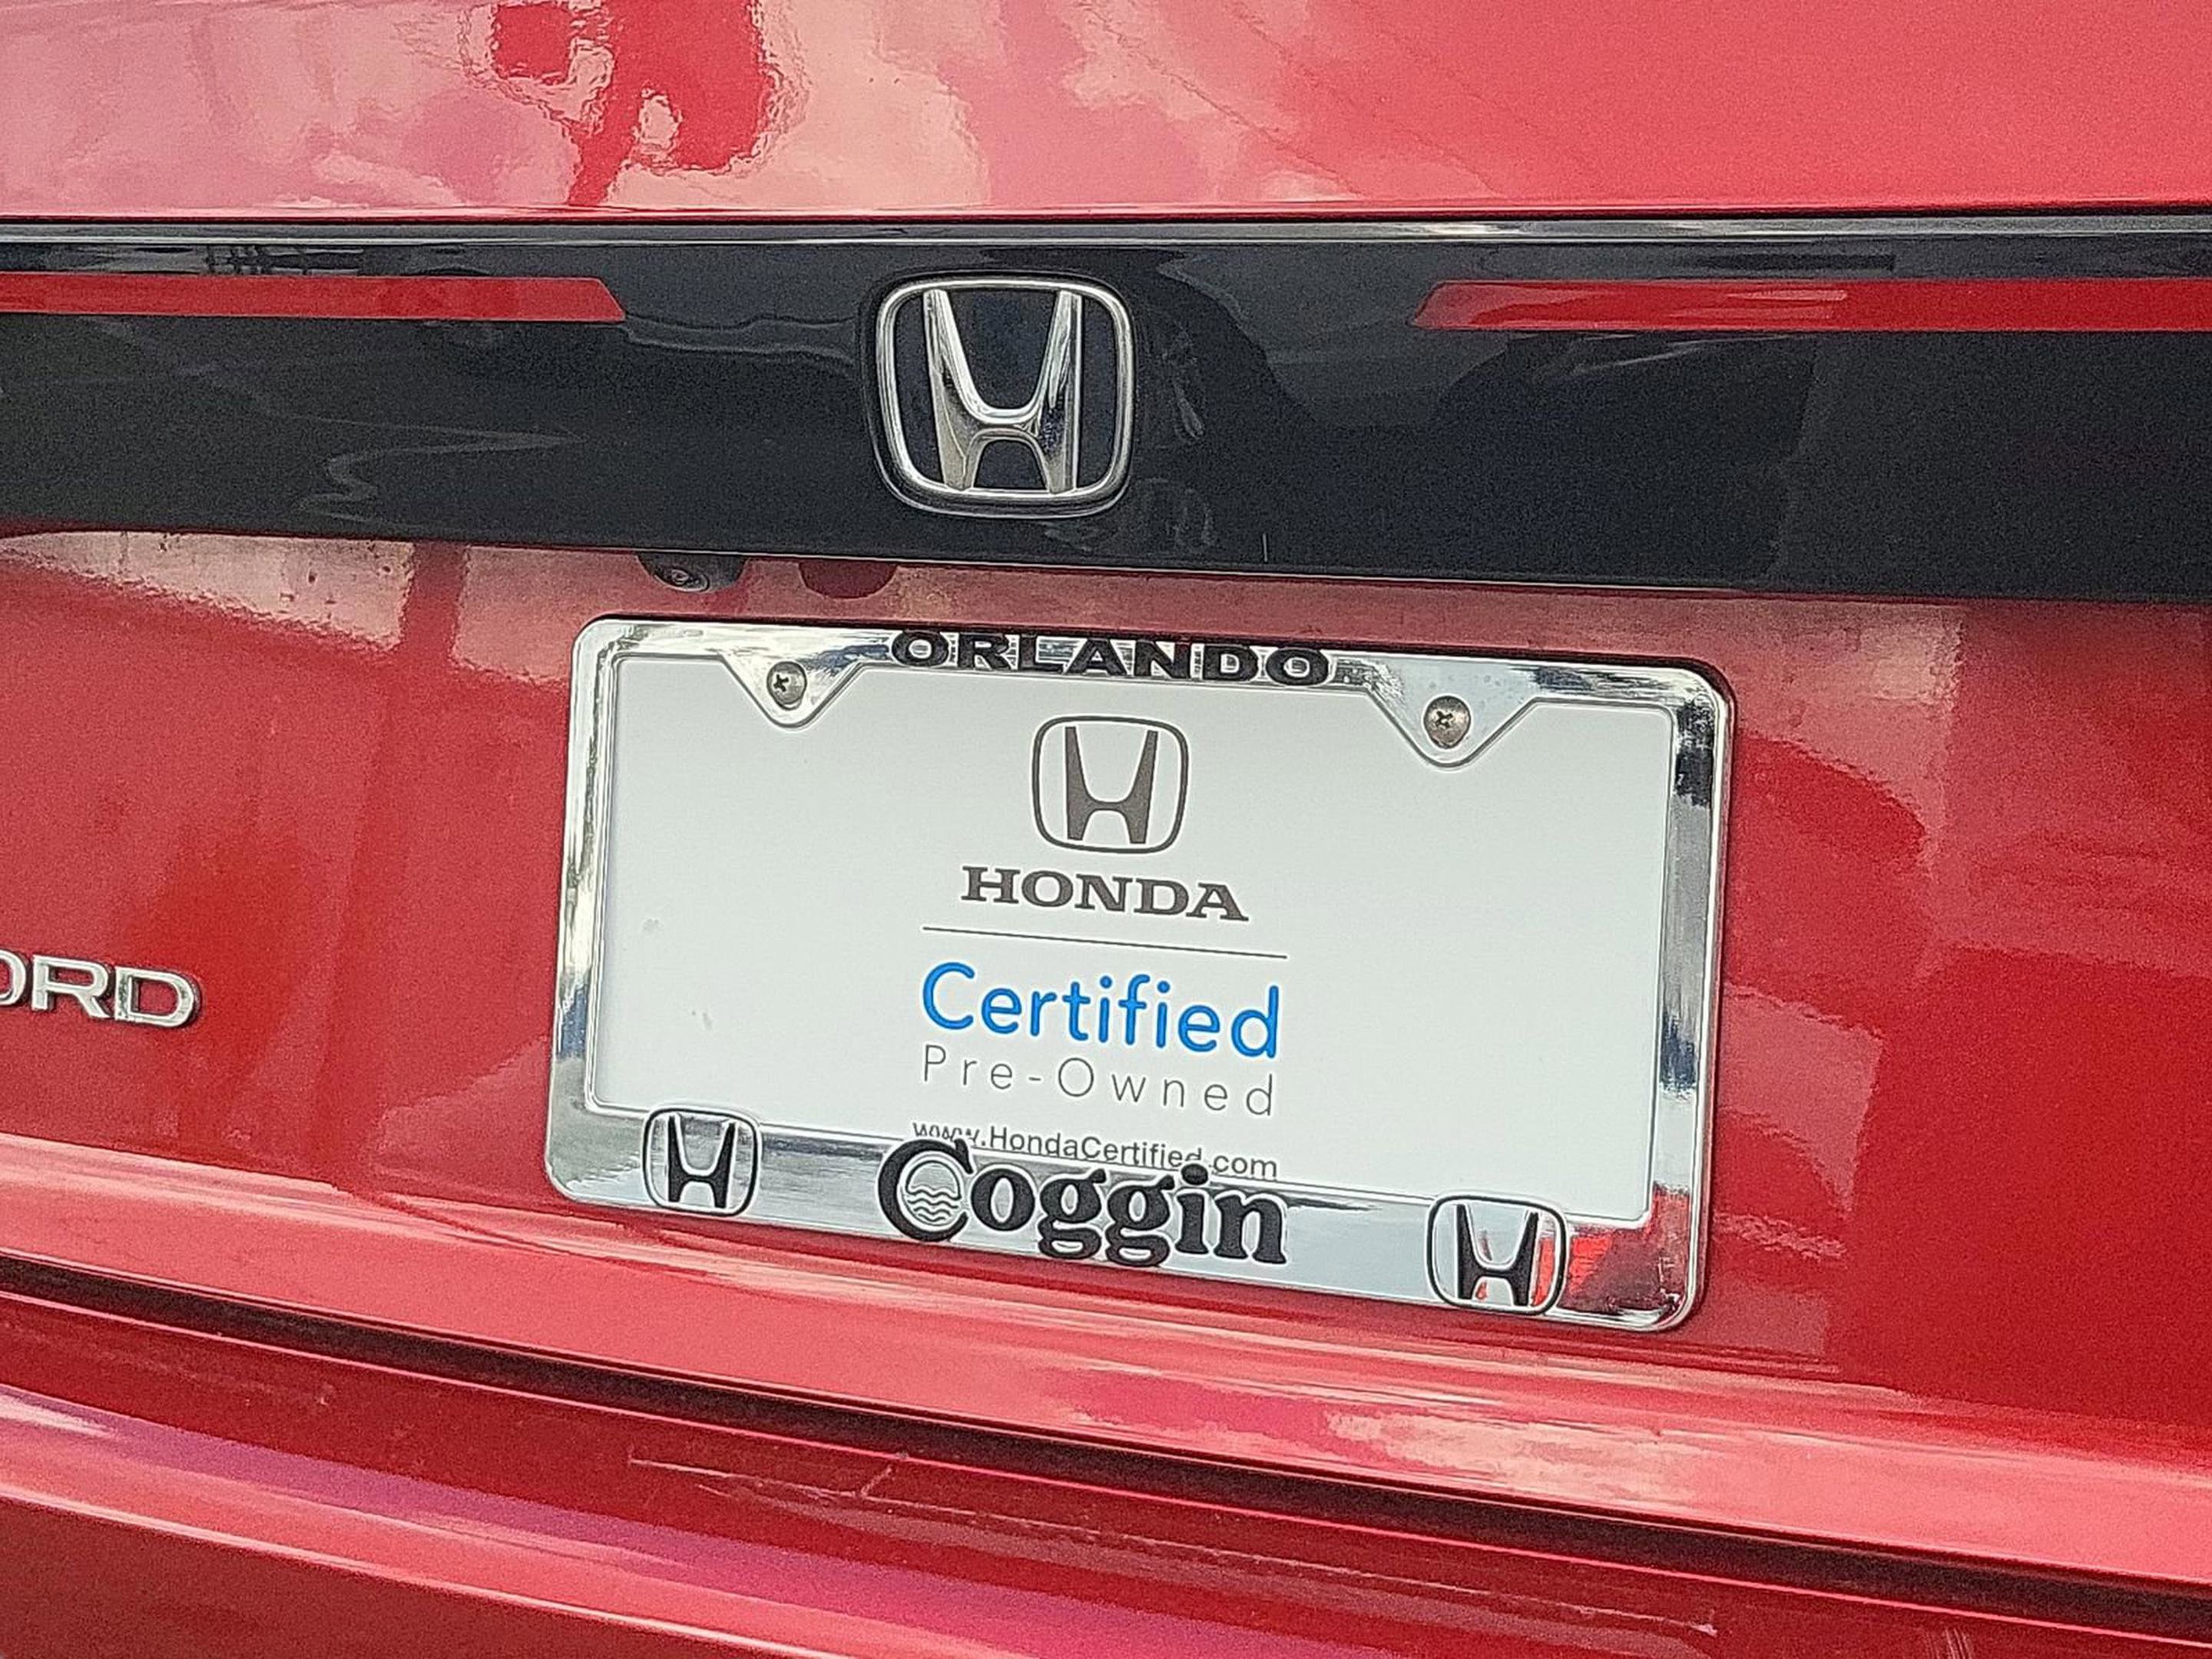 ORLANDO
HONDA
ORD
Certified
Pre-Owned
www.HondaCertified.com
Coggin